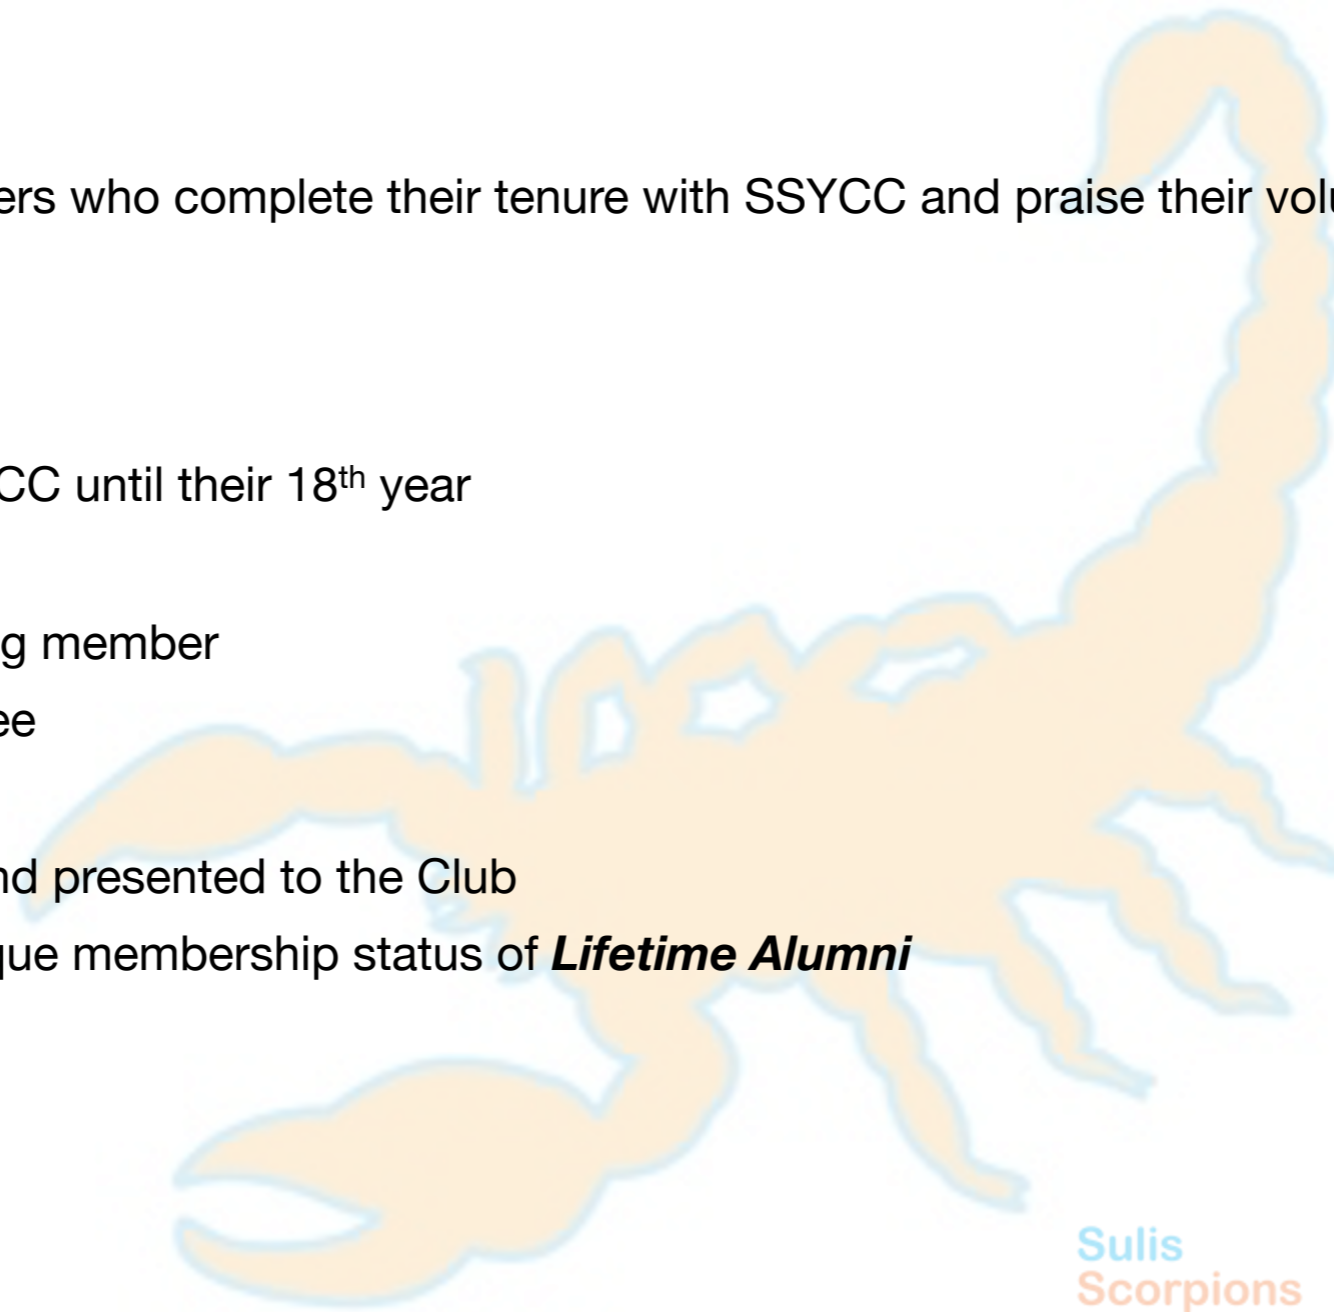 ers who complete their tenure with SSYCC and praise their volu
CC until their 18th year
g member
ee
nd presented to the Club
que membership status of Lifetime Alumni
Sulis
Scorpions